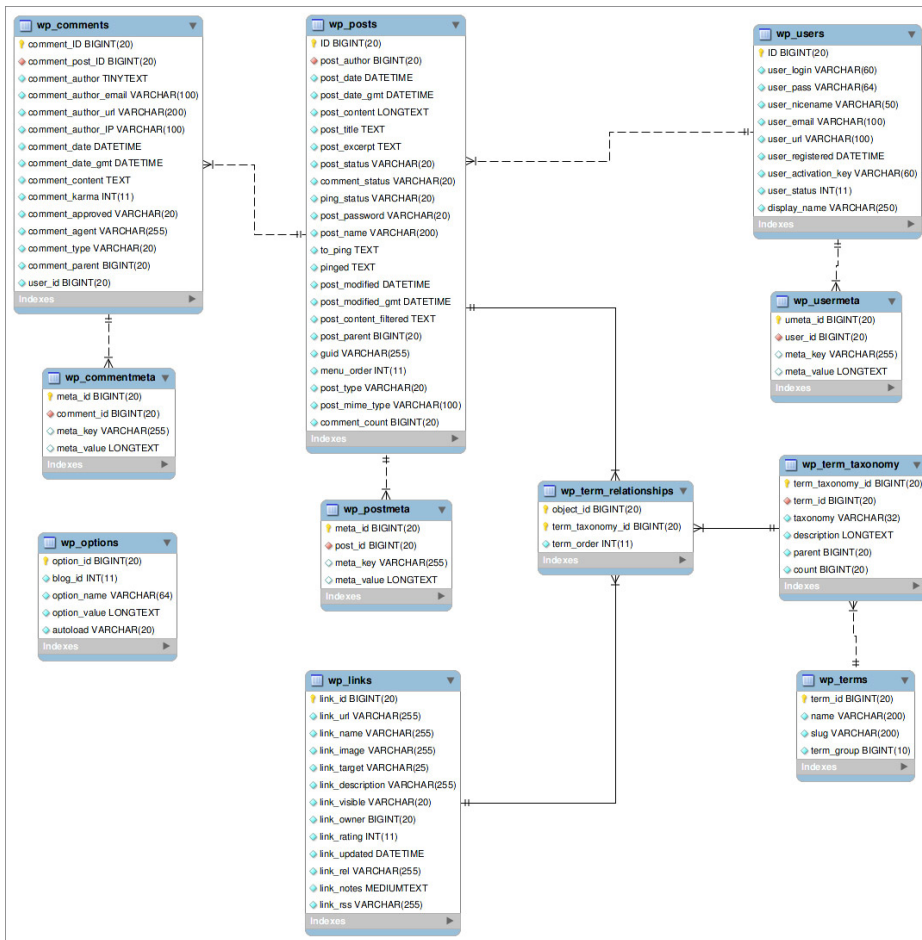 wp_comments
comment_ID BIGINT(20)
comment_post_ID BIGINT(20)
comment_author TINYTEXT
comment_author_email VARCHAR(100)
comment_author_url VARCHAR(200)
comment_author_IP VARCHAR(100)
comment_date DATETIME
comment_date_gmt DATETIME
comment_content TEXT
comment_karma INT(11)
comment_approved VARCHAR(20)
comment_agent VARCHAR(255)
comment_type VARCHAR(20)
comment_parent BIGINT(20)
user_id BIGINT(20)
Indexes
wp_posts
ID BIGINT(20)
post_author BIGINT(20)
post_date DATETIME
post_date_gmt DATETIME
post_content LONGTEXT
post_title TEXT
post_excerpt TEXT
post_status VARCHAR(20)
comment_status VARCHAR(20)
ping_status VARCHAR(20)
post_password VARCHAR(20)
post_name VARCHAR(200)
to_ping TEXT
pinged TEXT
post_modified DATETIME
post_modified_gmt DATETIME
post_content_filtered TEXT
post_parent BIGINT(20)
guid VARCHAR(255)
menu_order INT(11)
post_type VARCHAR(20)
post_mime_type VARCHAR(100)
comment_count BIGINT(20)
Indexes
wp_users
ID BIGINT(20)
user_login VARCHAR(60)
user_pass VARCHAR(64)
user_nicename VARCHAR(50)
user_email VARCHAR(100)
user_url VARCHAR(100)
user_registered DATETIME
user_activation_key VARCHAR(60)
user_status INT(11)
display_name VARCHAR(250)
Indexes
wp_usermeta
umeta_id BIGINT(20)
user_id BIGINT(20)
meta_key VARCHAR(255)
meta_value LONGTEXT
Indexes
wp_commentmeta
meta_id BIGINT(20)
comment_id BIGINT(20)
meta_key VARCHAR(255)
meta_value LONGTEXT
Indexes
wp_postmeta
meta_id BIGINT(20)
post_id BIGINT(20)
meta_key VARCHAR(255)
meta_value LONGTEXT
Indexes
wp_term_relationships
object_id BIGINT(20)
term_taxonomy_id BIGINT(20)
term_order INT(11)
Indexes
wp_term_taxonomy
term_taxonomy_id BIGINT(20)
term_id BIGINT(20)
taxonomy VARCHAR(32)
description LONGTEXT
parent BIGINT(20)
count BIGINT(20)
Indexes
wp_options
option_id BIGINT(20)
blog_id INT(11)
option_name VARCHAR(64)
option_value LONGTEXT
autoload VARCHAR(20)
Indexes
wp_links
link_id BIGINT(20)
link_url VARCHAR(255)
link_name VARCHAR(255)
link_image VARCHAR(255)
link_target VARCHAR(25)
link_description VARCHAR(255)
link_visible VARCHAR(20)
link_owner BIGINT(20)
link_rating INT(11)
link_updated DATETIME
link_rel VARCHAR(255)
link_notes MEDIUMTEXT
link_rss VARCHAR(255)
Indexes
wp_terms
term_id BIGINT(20)
name VARCHAR(200)
slug VARCHAR(200)
term_group BIGINT(10)
Indexes